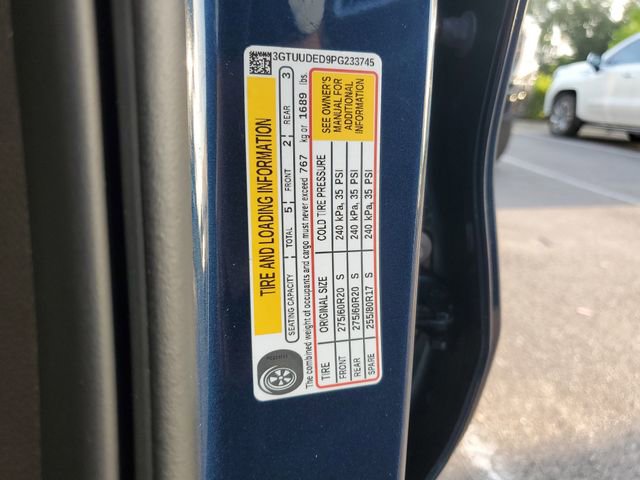 3GTUUDED9PG233745
TIRE AND LOADING INFORMATION
SEATING CAPACITY TOTAL 5 FRONT 2 REAR 3
The combined weight of occupants and cargo must never exceed 767 kg or 1689 lbs.
TIRE ORIGINAL SIZE COLD TIRE PRESSURE
FRONT 275/60R20 S 240 kPa, 35 PSI
REAR 275/60R20 S 240 kPa, 35 PSI
SPARE 255/80R17 S 240 kPa, 35 PSI
SEE OWNER'S
MANUAL FOR
ADDITIONAL
INFORMATION